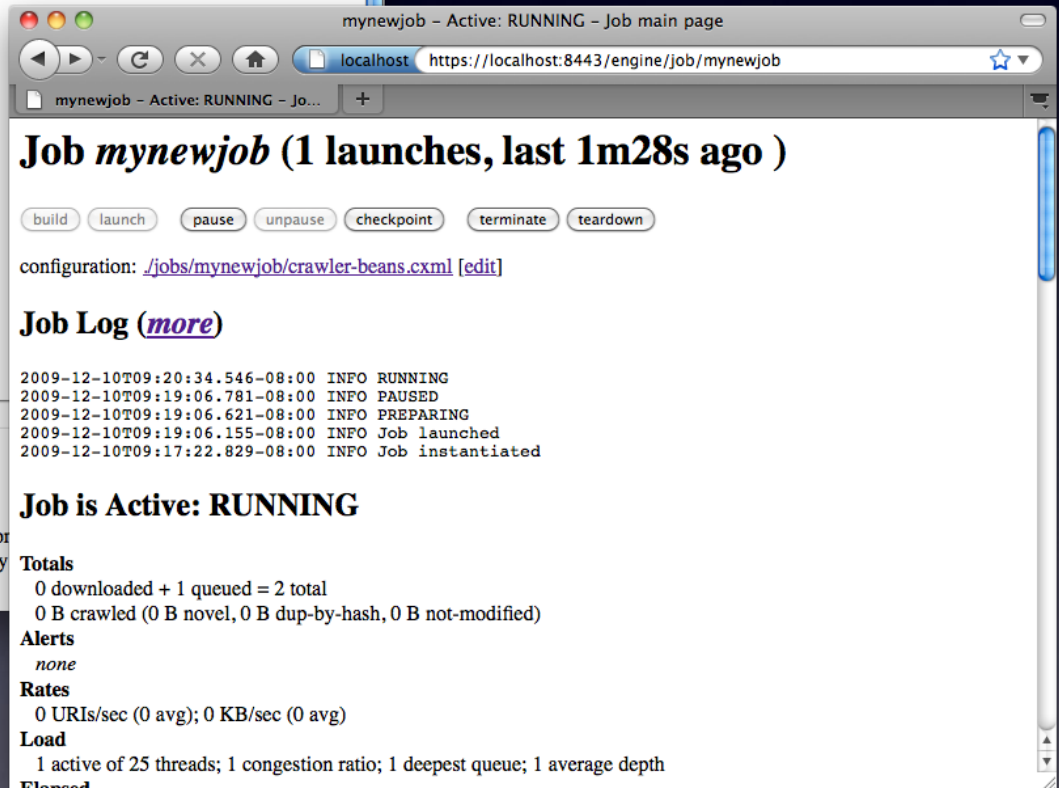 mynewjob – Active: RUNNING – Job main page
localhost https://localhost:8443/engine/job/mynewjob
mynewjob – Active: RUNNING – Jo... +
Job mynewjob (1 launches, last 1m28s ago )
build launch pause unpause checkpoint terminate teardown
configuration: ./jobs/mynewjob/crawler-beans.cxml [edit]
Job Log (more)
2009-12-10T09:20:34.546-08:00 INFO RUNNING
2009-12-10T09:19:06.781-08:00 INFO PAUSED
2009-12-10T09:19:06.621-08:00 INFO PREPARING
2009-12-10T09:19:06.155-08:00 INFO Job launched
2009-12-10T09:17:22.829-08:00 INFO Job instantiated
Job is Active: RUNNING
Totals
0 downloaded + 1 queued = 2 total
0 B crawled (0 B novel, 0 B dup-by-hash, 0 B not-modified)
Alerts
none
Rates
0 URIs/sec (0 avg); 0 KB/sec (0 avg)
Load
1 active of 25 threads; 1 congestion ratio; 1 deepest queue; 1 average depth
Elapsed